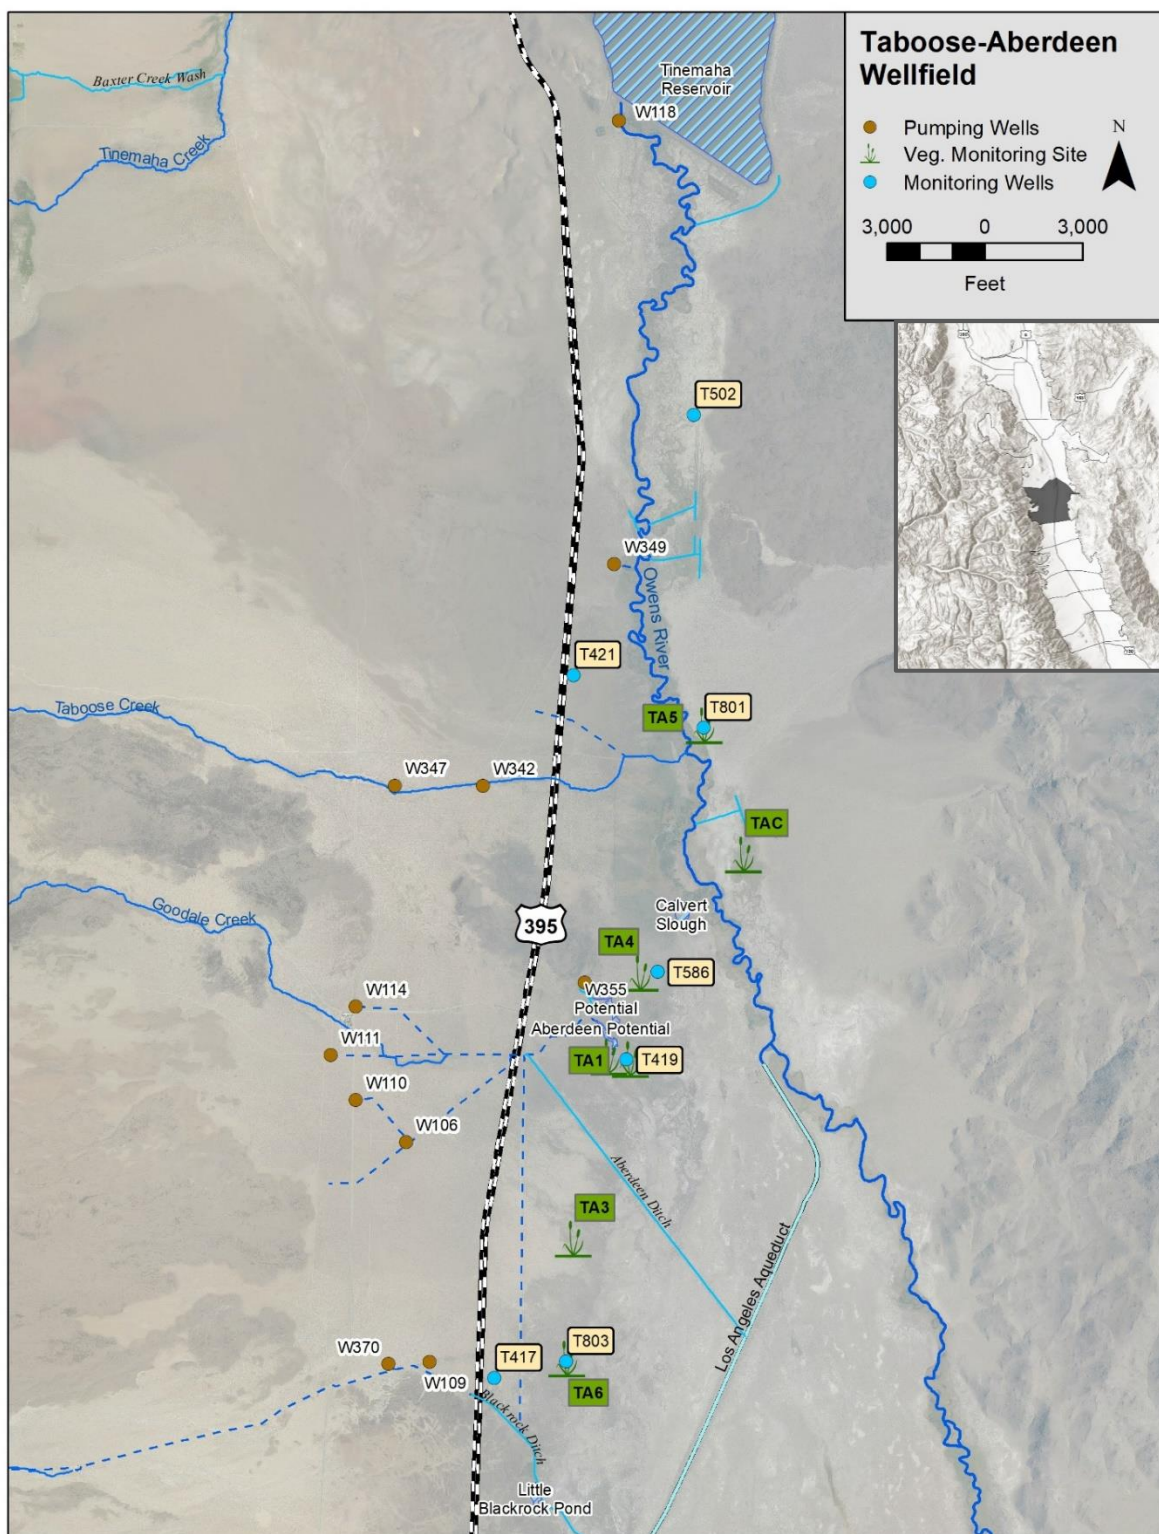 Taboose-Aberdeen
Wellfield
Pumping Wells
Veg. Monitoring Site
Monitoring Wells
N
3,000 0 3,000
Feet
Baxter Creek Wash
Tinemaha Creek
Tinemaha
Reservoir
W118
T502
W349
Owens River
T421
TA5
T801
Taboose Creek
W347
W342
TAC
Goodale Creek
395
Calvert
Slough
TA4
T586
W355
Potential
Aberdeen Potential
W114
W111
TA1
T419
W110
W106
Aberdeen Ditch
TA3
Los Angeles Aqueduct
W370
W109
T417
T803
TA6
Blackrock Ditch
Little
Blackrock Pond